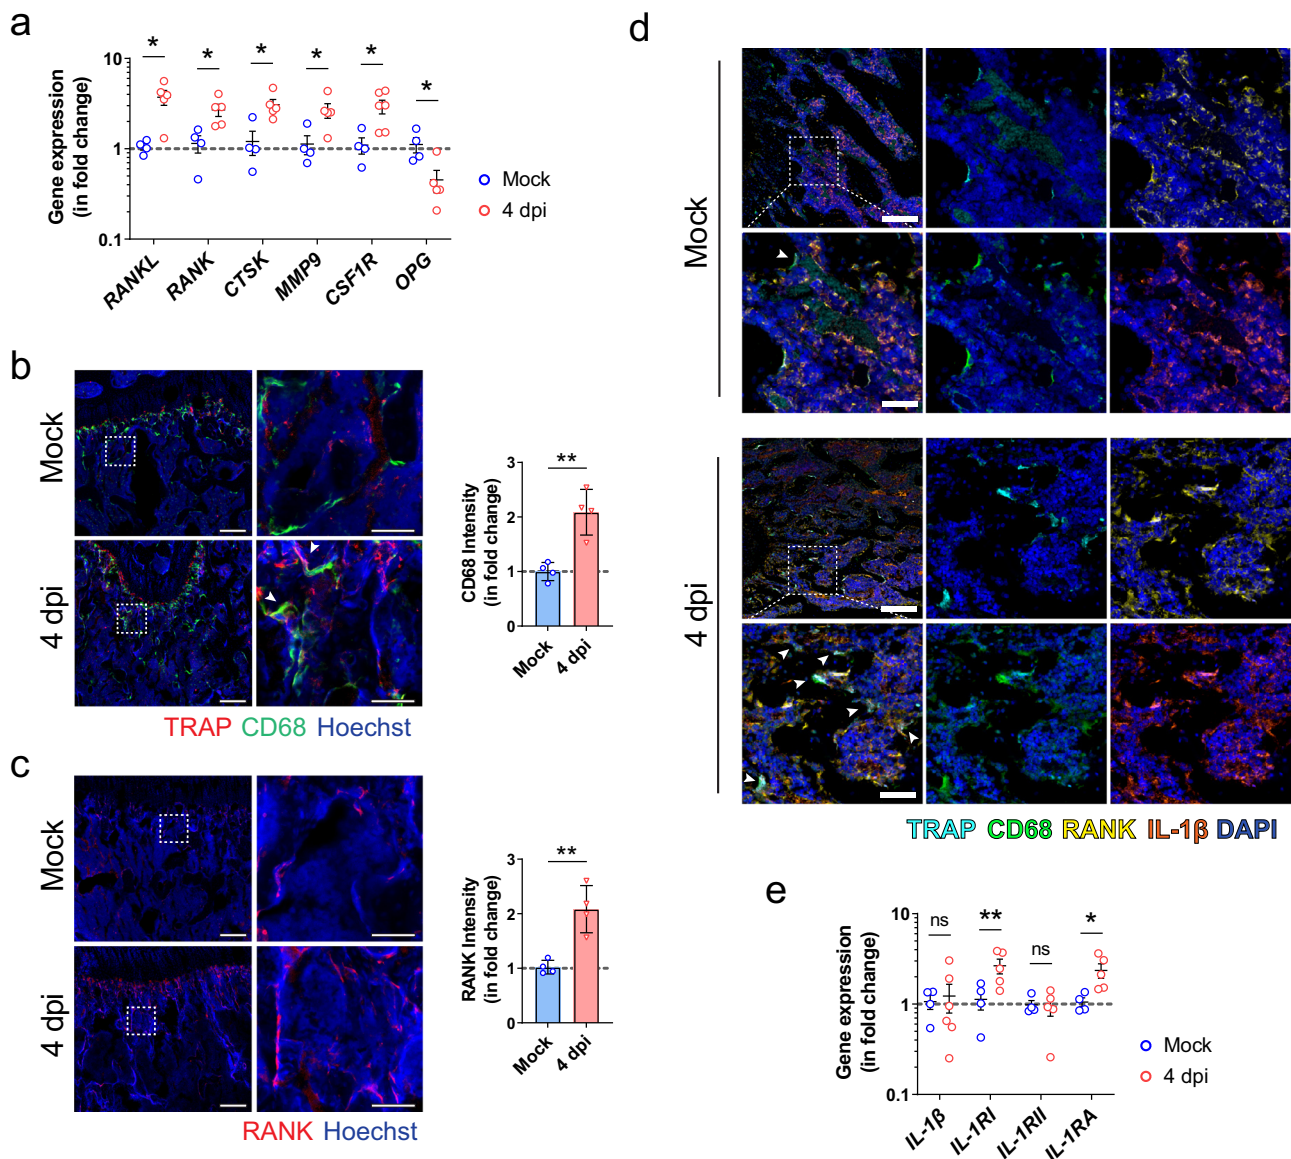 a
Gene expression
(in fold change)
10
1
0.1
* * * * * *
RANKL RANK CTSK MMP9 CSF1R OPG
Mock
4 dpi
b
Mock
4 dpi
TRAP CD68 Hoechst
CD68 Intensity
(in fold change)
3
2
1
0
**
Mock 4 dpi
c
Mock
4 dpi
RANK Hoechst
RANK Intensity
(in fold change)
3
2
1
0
**
Mock 4 dpi
d
Mock
4 dpi
TRAP CD68 RANK IL-1β DAPI
e
Gene expression
(in fold change)
10
1
0.1
ns ** ns *
IL-1β IL-1RI IL-1RII IL-1RA
Mock
4 dpi